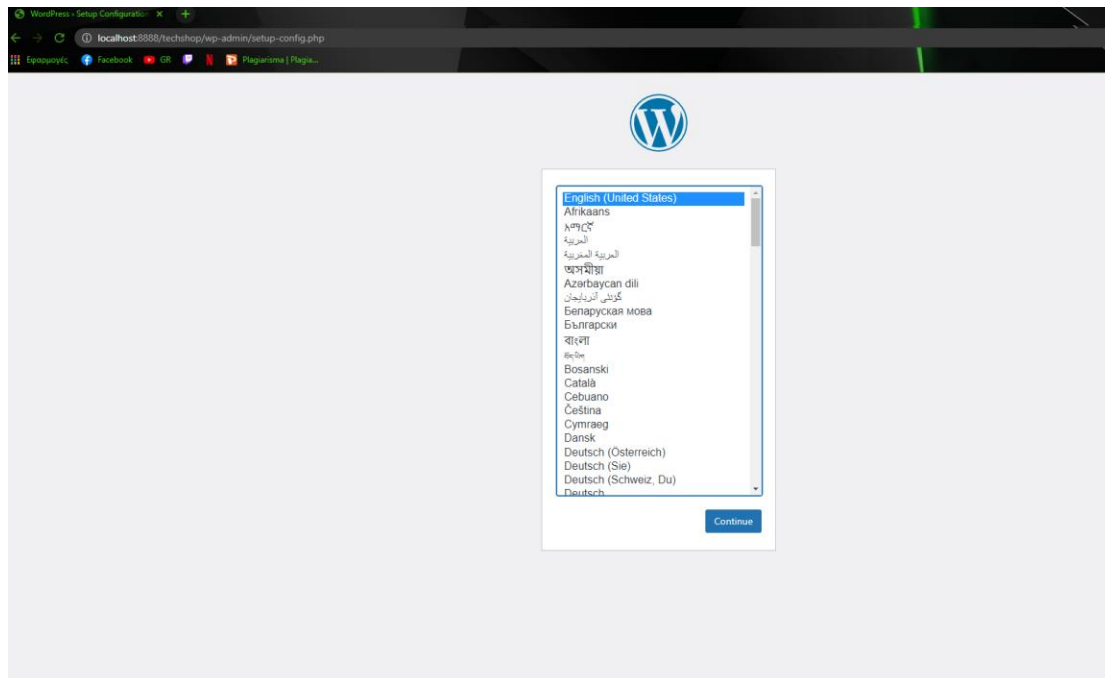 WordPress › Setup Configuration
localhost:8888/techshop/wp-admin/setup-config.php
Εφαρμογές Facebook GR Plagiarisma | Plagia...
English (United States)
Afrikaans
አማርኛ
العربية
العربية المغربية
অসমীয়া
Azərbaycan dili
گؤنئی آذربایجان
Беларуская мова
Български
বাংলা
Bosanski
Català
Cebuano
Čeština
Cymraeg
Dansk
Deutsch (Österreich)
Deutsch (Sie)
Deutsch (Schweiz, Du)
Deutsch
Continue